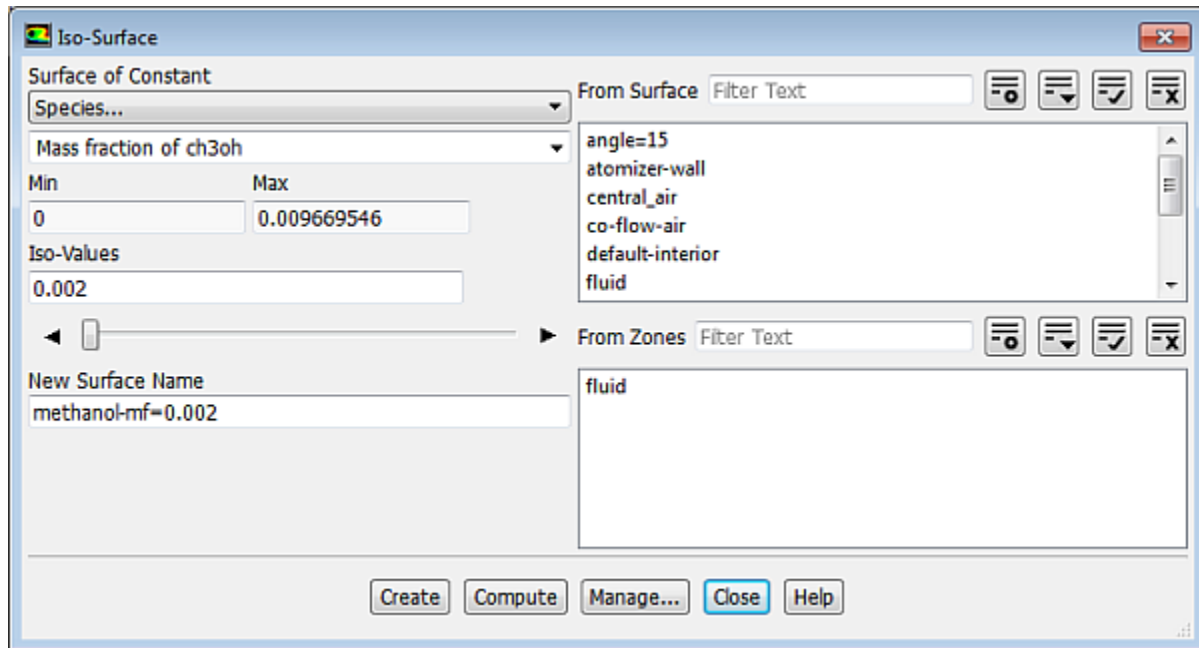 Iso-Surface
Surface of Constant
Species...
Mass fraction of ch3oh
Min Max
0 0.009669546
Iso-Values
0.002
New Surface Name
methanol-mf=0.002
From Surface Filter Text
angle=15
atomizer-wall
central_air
co-flow-air
default-interior
fluid
From Zones Filter Text
fluid
Create Compute Manage... Close Help